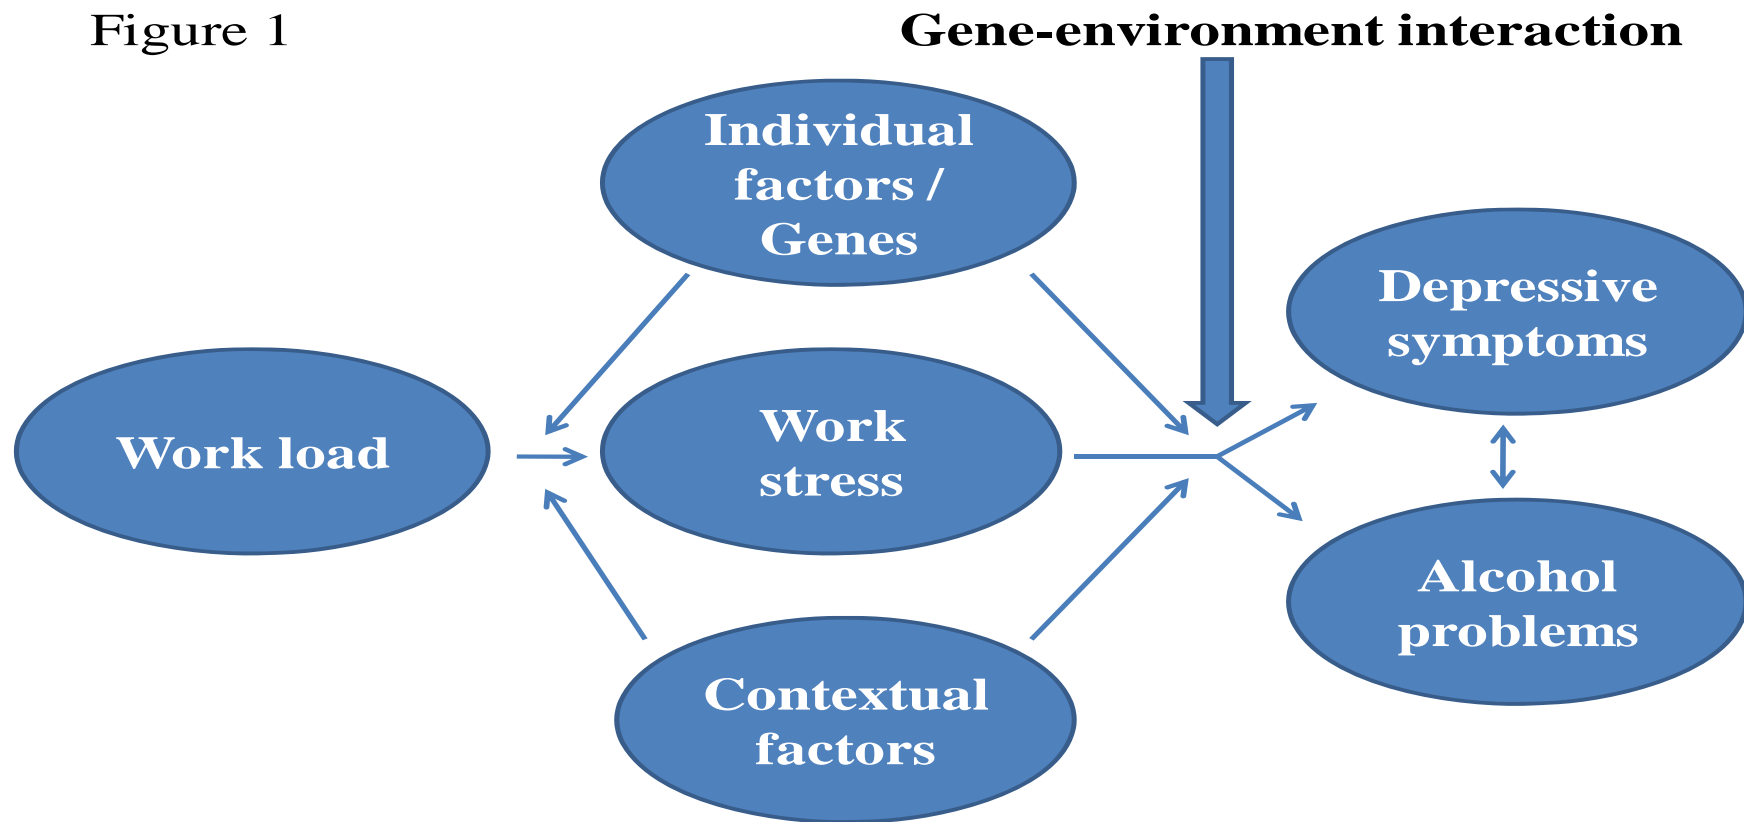 Figure 1
Gene-environment interaction
Individual
factors /
Genes
Depressive
symptoms
Work load
Work
stress
Alcohol
problems
Contextual
factors